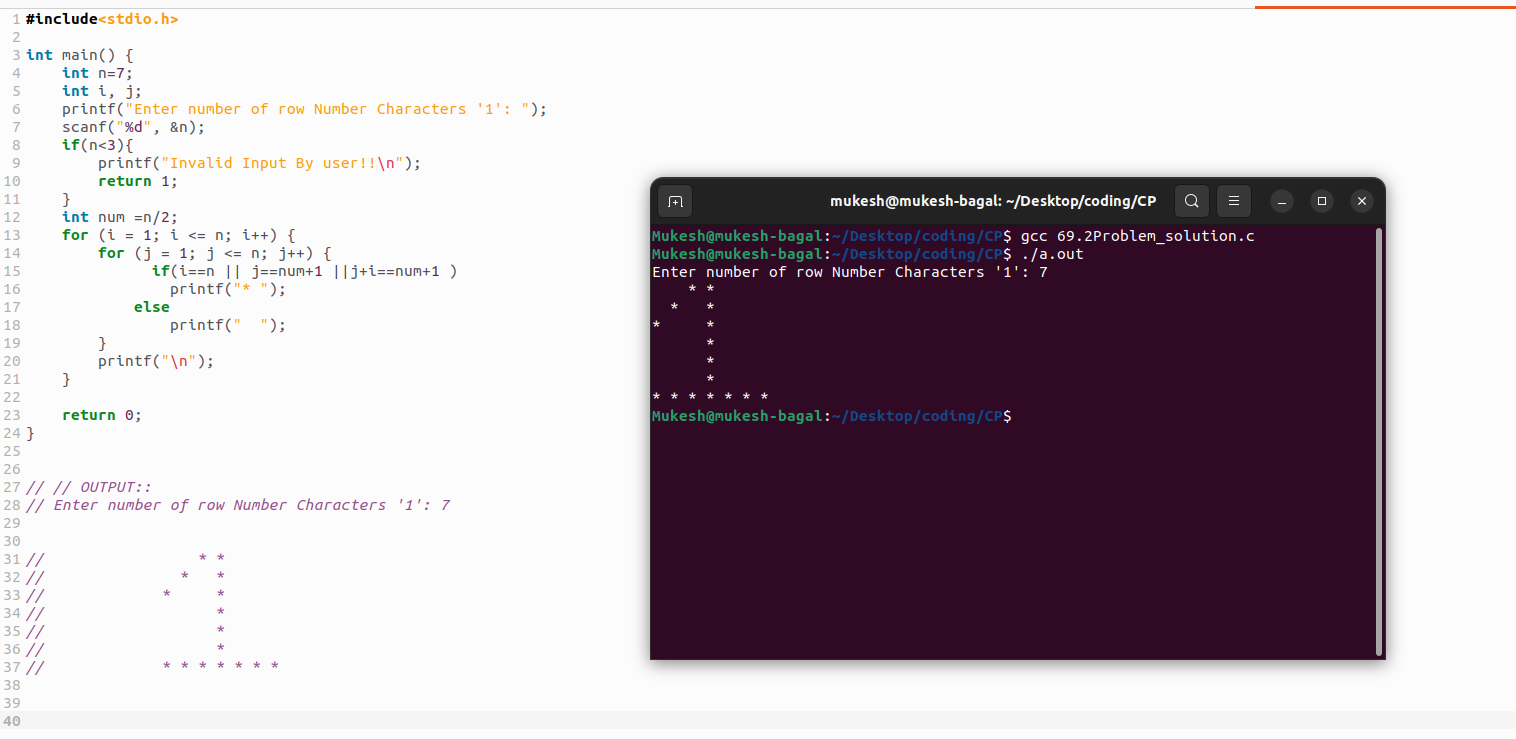 1 #include<stdio.h>
2
3 int main() {
4     int n=7;
5     int i, j;
6     printf("Enter number of row Number Characters '1': ");
7     scanf("%d", &n);
8     if(n<3){
9         printf("Invalid Input By user!!\n");
10         return 1;
11     }
12     int num =n/2;
13     for (i = 1; i <= n; i++) {
14         for (j = 1; j <= n; j++) {
15               if(i==n || j==num+1 ||j+i==num+1 )
16                 printf("* ");
17             else
18                 printf("  ");
19         }
20         printf("\n");
21     }
22
23     return 0;
24 }
25
26
27 // // OUTPUT::
28 // Enter number of row Number Characters '1': 7
29
30
31 //                 * *
32 //               *   *
33 //             *     *
34 //                   *
35 //                   *
36 //                   *
37 //             * * * * * * *
38
39
40
mukesh@mukesh-bagal: ~/Desktop/coding/CP
Mukesh@mukesh-bagal:~/Desktop/coding/CP$ gcc 69.2Problem_solution.c
Mukesh@mukesh-bagal:~/Desktop/coding/CP$ ./a.out
Enter number of row Number Characters '1': 7
    * *
  *   *
*     *
      *
      *
      *
* * * * * * *
Mukesh@mukesh-bagal:~/Desktop/coding/CP$